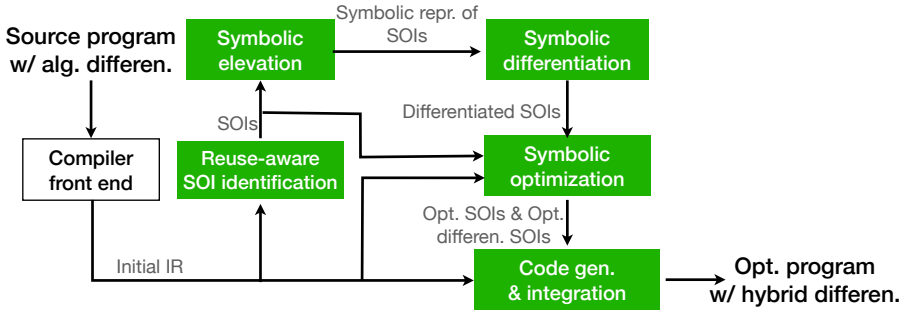 Source program
w/ alg. differen.
Symbolic
elevation
Symbolic repr. of
SOIs
Symbolic
differentiation
SOIs
Differentiated SOIs
Compiler
front end
Reuse-aware
SOI identification
Symbolic
optimization
Opt. SOIs & Opt.
differen. SOIs
Initial IR
Code gen.
& integration
Opt. program
w/ hybrid differen.